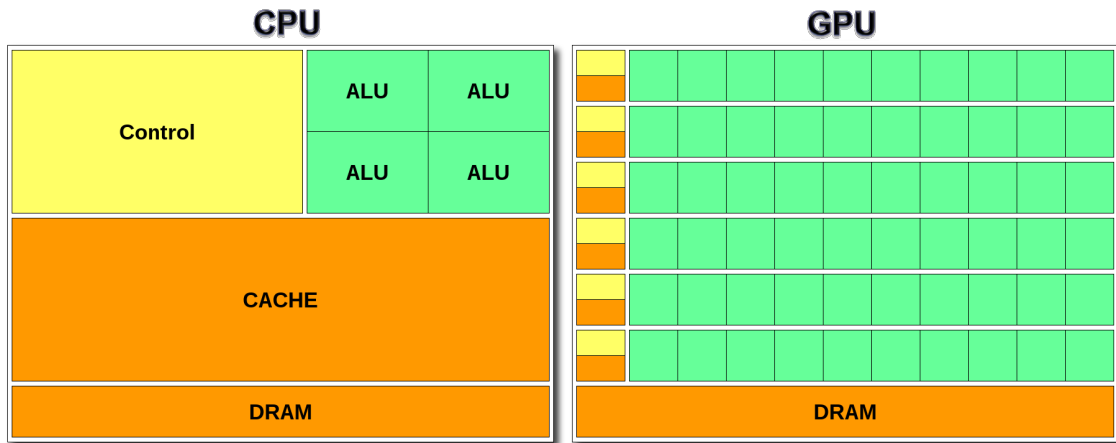 CPU
GPU
Control
ALU
ALU
ALU
ALU
CACHE
DRAM
DRAM